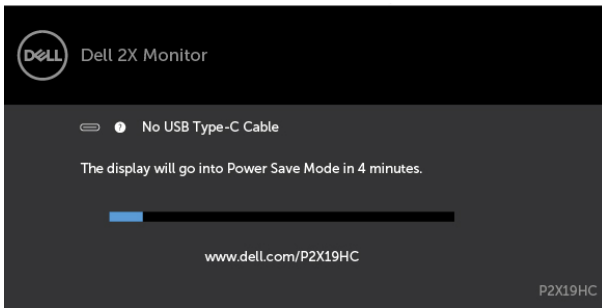 DELL Dell 2X Monitor
? No USB Type-C Cable
The display will go into Power Save Mode in 4 minutes.
www.dell.com/P2X19HC
P2X19HC